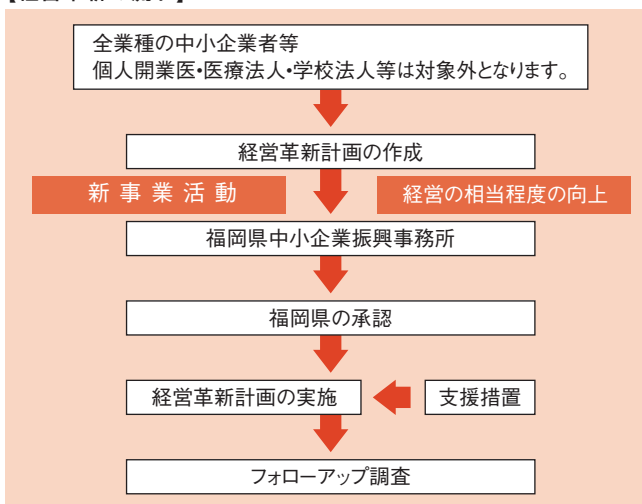 全業種の中小企業者等
個人開業医・医療法人・学校法人等は対象外となります。
経営革新計画の作成
新事業活動
経営の相当程度の向上
福岡県中小企業振興事務所
福岡県の承認
経営革新計画の実施
支援措置
フォローアップ調査